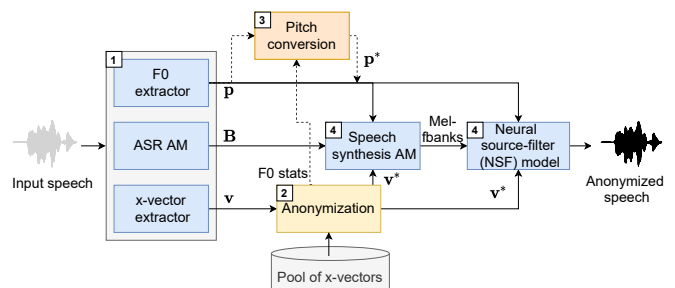 3
Pitch
conversion
p*
1
F0
extractor
p
ASR AM
B
x-vector
extractor
v
Input speech
4
Speech
synthesis AM
Mel-
fbanks
4
Neural
source-filter
(NSF) model
Anonymized
speech
F0 stats
v*
v*
2
Anonymization
Pool of x-vectors